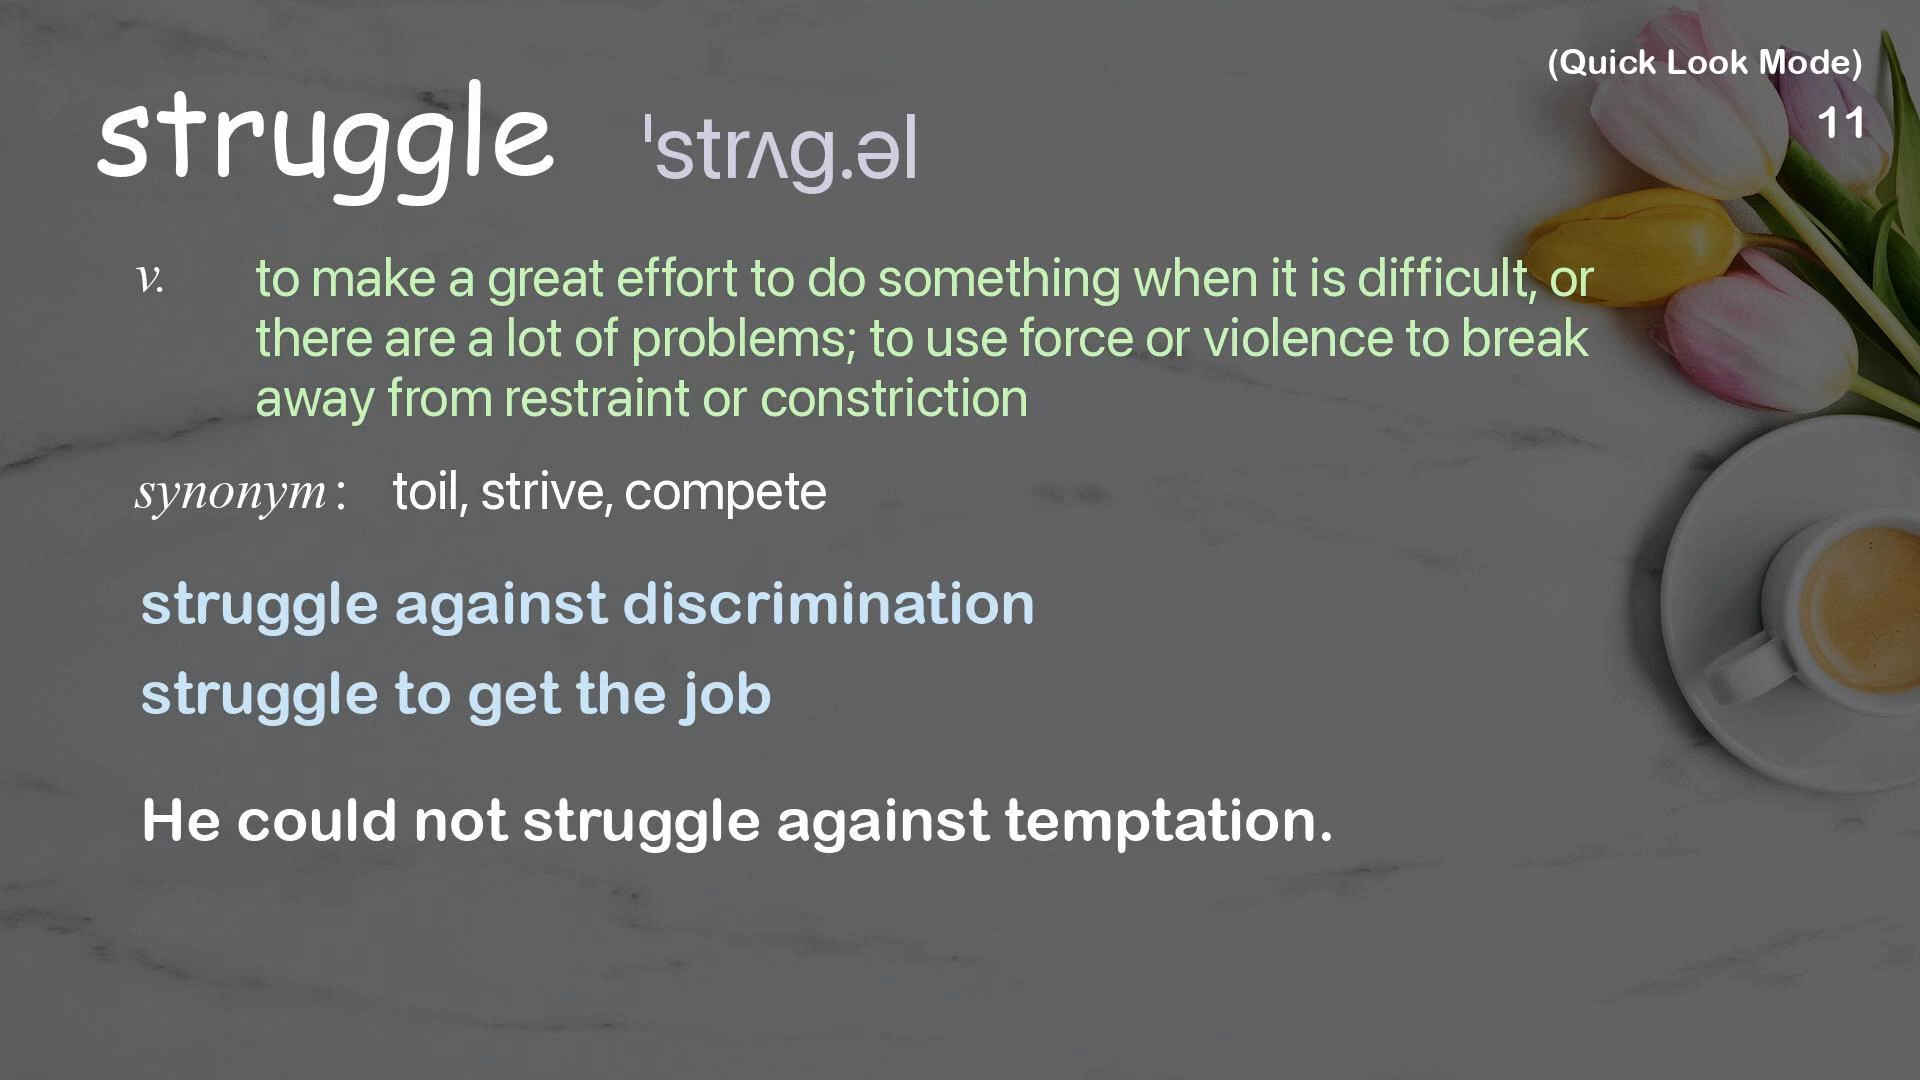 (Quick Look Mode)
11
struggle ˈstrʌg.əl
v. to make a great effort to do something when it is difficult, or
there are a lot of problems; to use force or violence to break
away from restraint or constriction
synonym: toil, strive, compete
struggle against discrimination
struggle to get the job
He could not struggle against temptation.